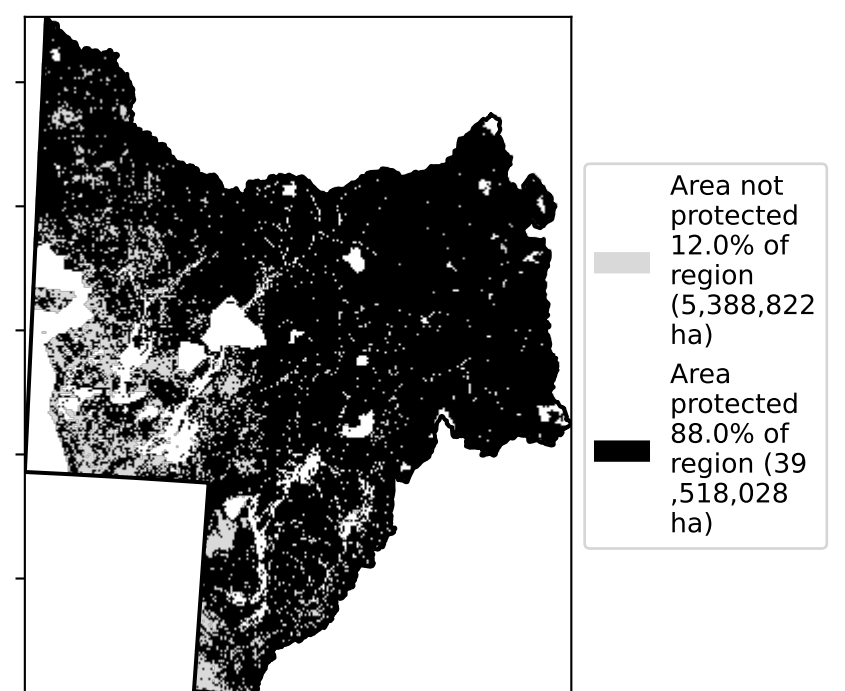 Area not
protected
12.0% of
region
(5,388,822
ha)
Area
protected
88.0% of
region (39
,518,028
ha)